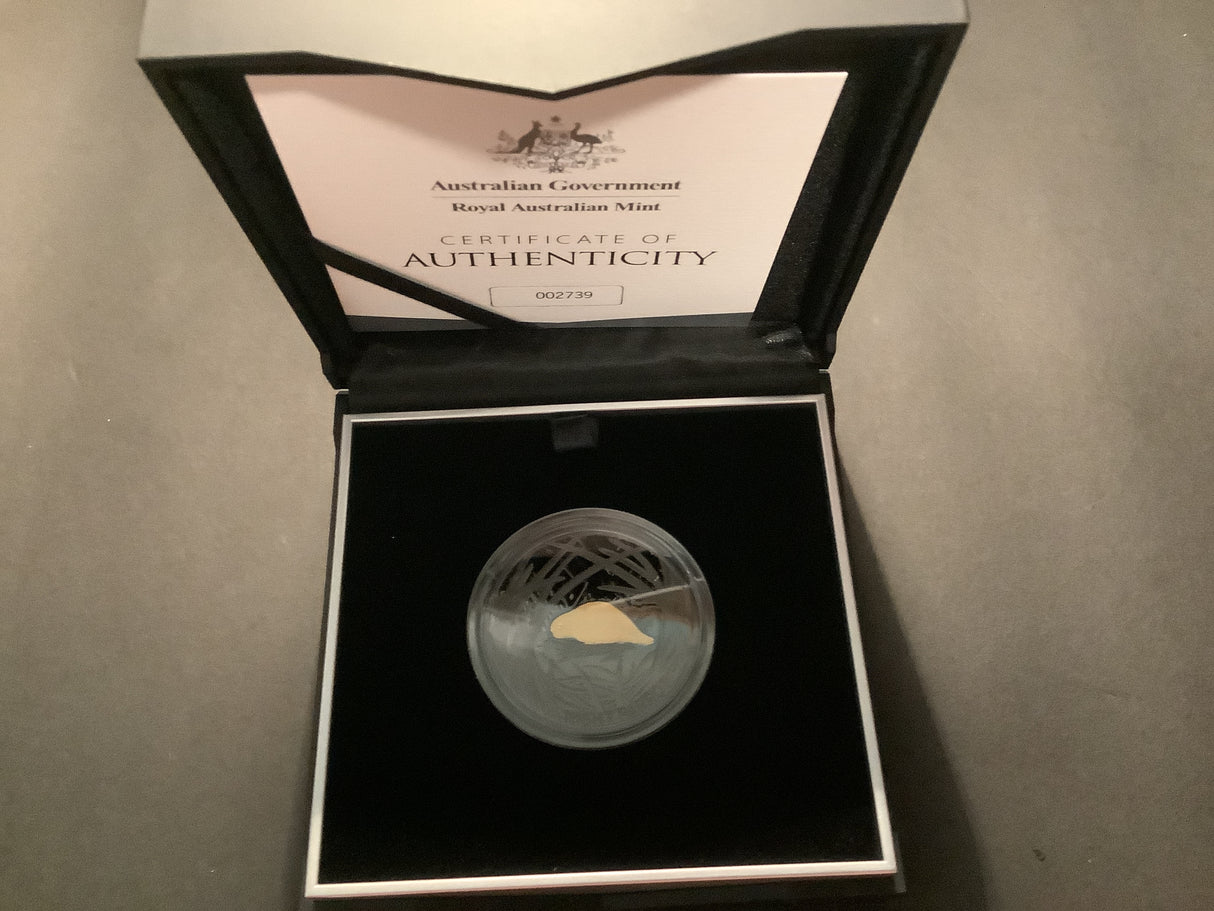 Australian Government
Royal Australian Mint
CERTIFICATE OF
AUTHENTICITY
002739